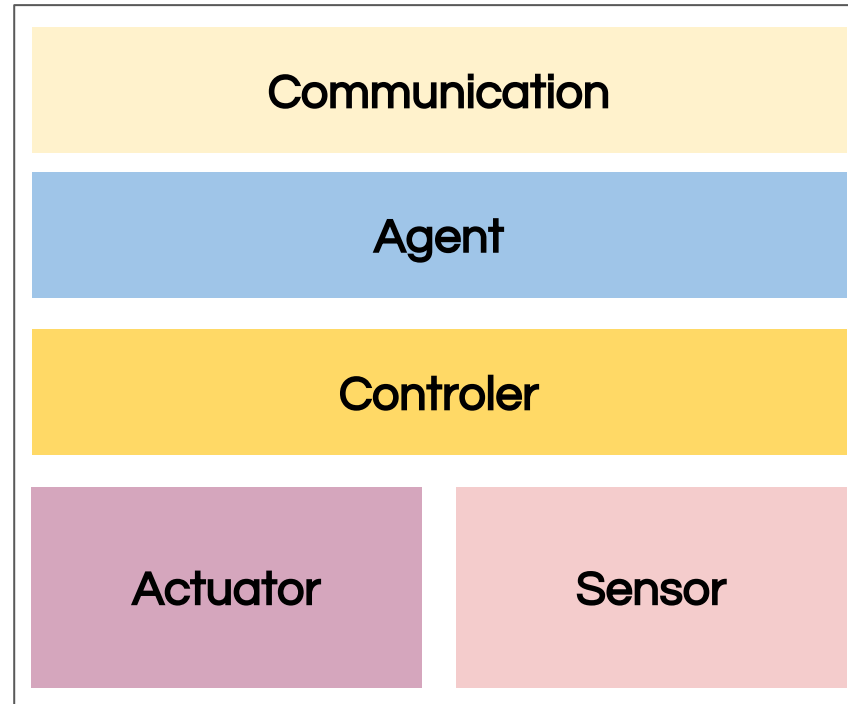 Communication
Agent
Controler
Actuator
Sensor